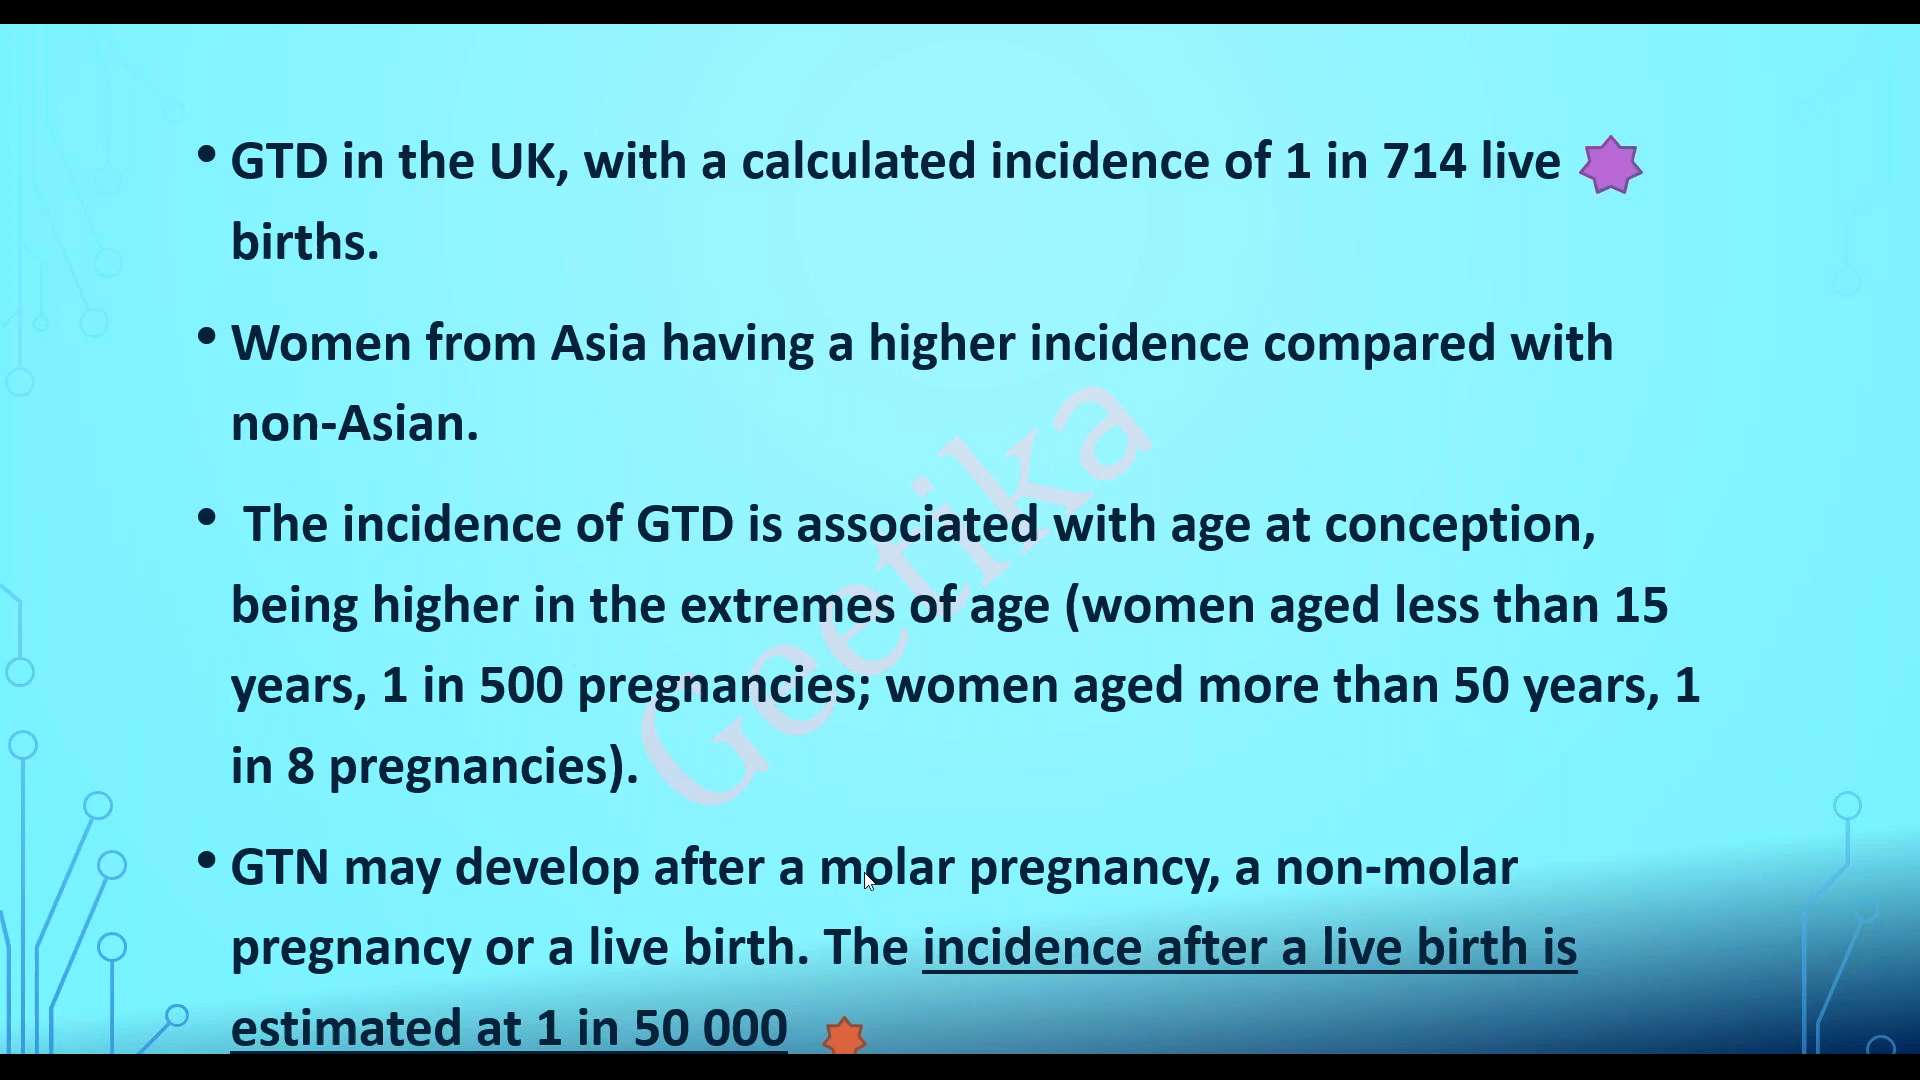 • GTD in the UK, with a calculated incidence of 1 in 714 live
births.
• Women from Asia having a higher incidence compared with
non-Asian.
• The incidence of GTD is associated with age at conception,
being higher in the extremes of age (women aged less than 15
years, 1 in 500 pregnancies; women aged more than 50 years, 1
in 8 pregnancies).
• GTN may develop after a molar pregnancy, a non-molar
pregnancy or a live birth. The incidence after a live birth is
estimated at 1 in 50 000
Geetika